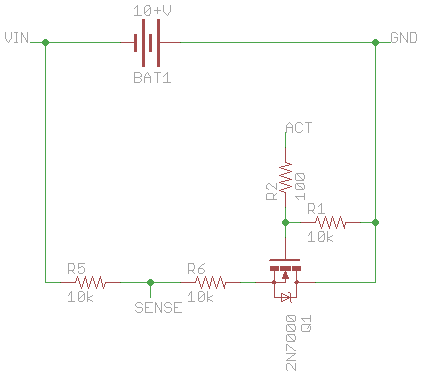 10+V
VIN
GND
BAT1
ACT
R2
100
R1
10k
R5
R6
10k
10k
SENSE
2N7000
Q1